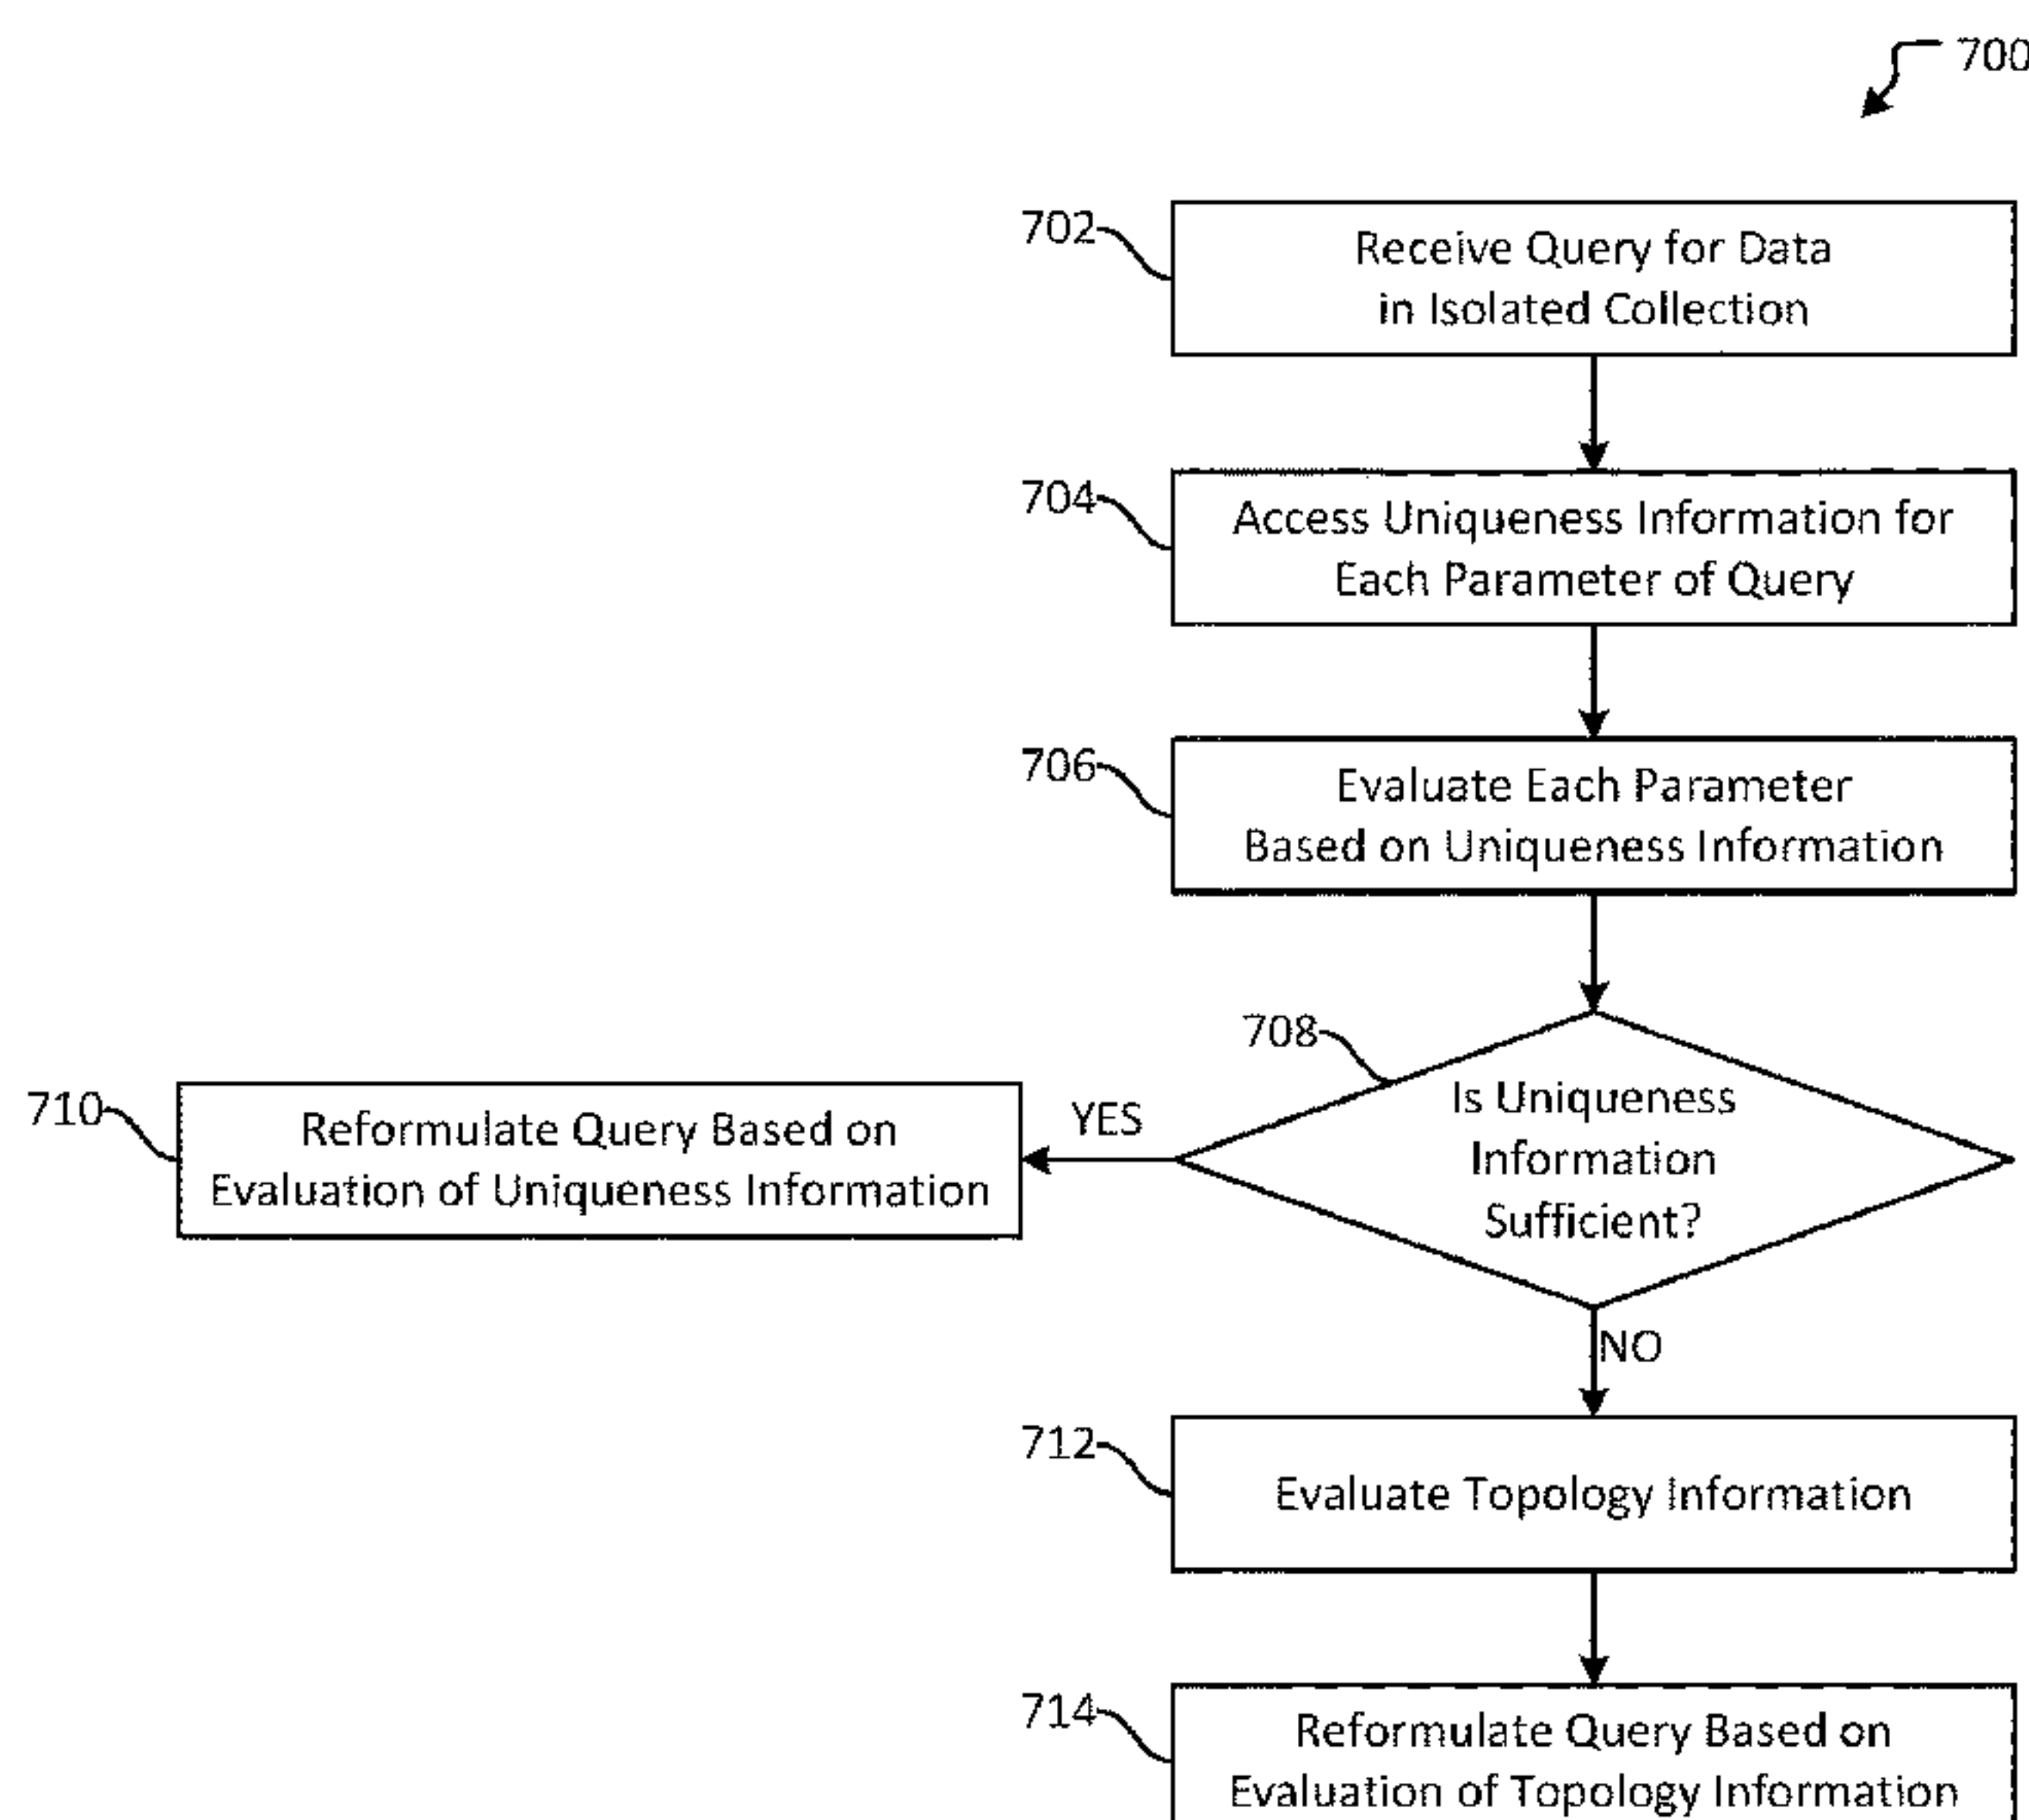 700
702
Receive Query for Data
in Isolated Collection
704
Access Uniqueness Information for
Each Parameter of Query
706
Evaluate Each Parameter
Based on Uniqueness Information
708
Is Uniqueness
Information
Sufficient?
YES
710
Reformulate Query Based on
Evaluation of Uniqueness Information
NO
712
Evaluate Topology Information
714
Reformulate Query Based on
Evaluation of Topology Information